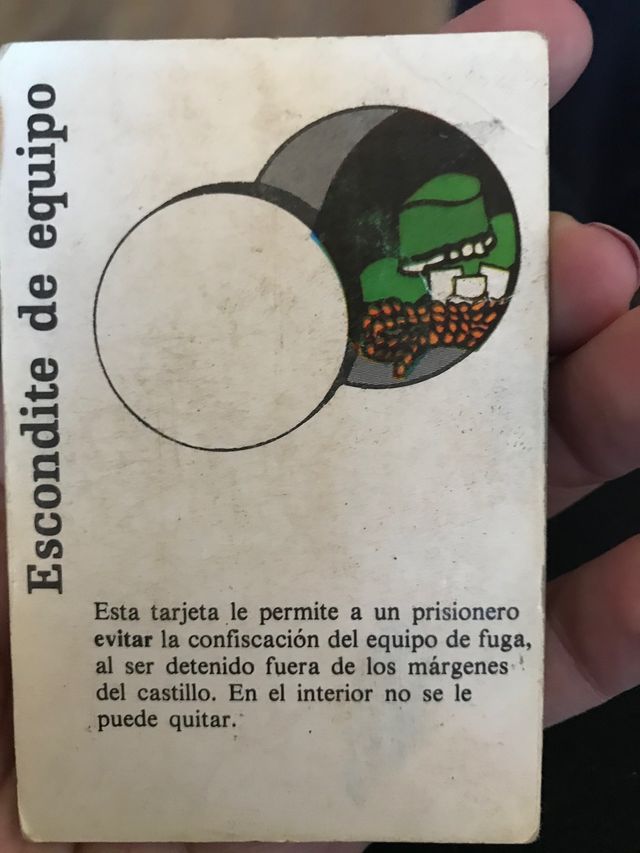 Escondite de equipo
Esta tarjeta le permite a un prisionero
evitar la confiscación del equipo de fuga,
al ser detenido fuera de los márgenes
del castillo. En el interior no se le
puede quitar.